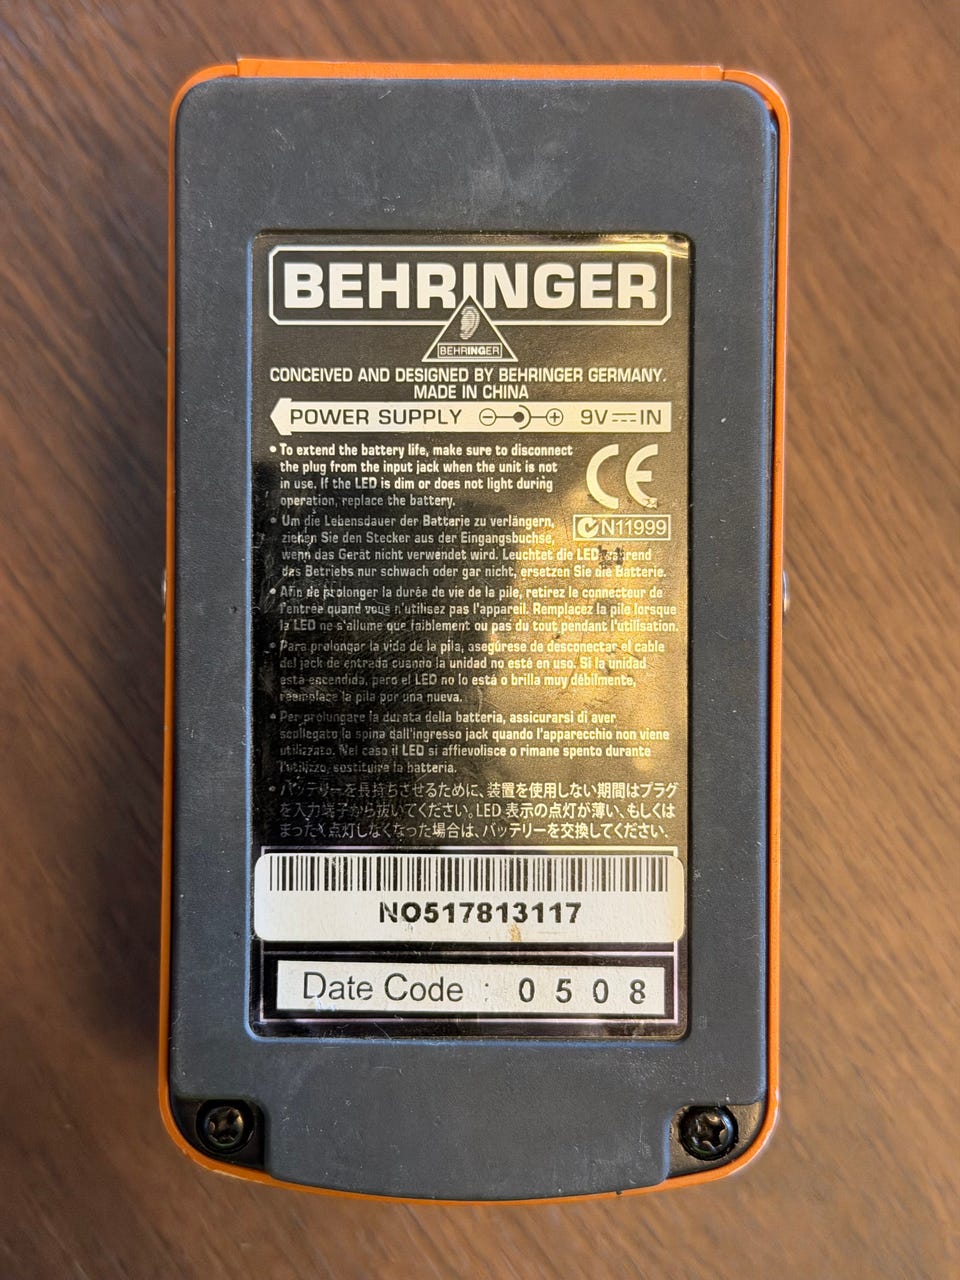 BEHRINGER
BEHRINGER
CONCEIVED AND DESIGNED BY BEHRINGER GERMANY.
MADE IN CHINA
POWER SUPPLY 9V IN
• To extend the battery life, make sure to disconnect
the plug from the input jack when the unit is not
in use. If the LED is dim or does not light during
operation, replace the battery.
CE
N11999
• Um die Lebensdauer der Batterie zu verlängern,
ziehen Sie den Stecker aus der Eingangsbuchse,
wenn das Gerät nicht verwendet wird. Leuchtet die LED während
des Betriebs nur schwach oder gar nicht, ersetzen Sie die Batterie.
• Afin de prolonger la durée de vie de la pile, retirez le connecteur de
l'entrée quand vous n'utilisez pas l'appareil. Remplacez la pile lorsque
la LED ne s'allume que faiblement ou pas du tout pendant l'utilisation.
• Para prolongar la vida de la pila, asegúrese de desconectar el cable
del jack de entrada cuando la unidad no esté en uso. Si la unidad
está encendida, pero el LED no lo está o brilla muy débilmente,
reemplace la pila por una nueva.
• Per prolungare la durata della batteria, assicurarsi di aver
scollegato la spina dall'ingresso jack quando l'apparecchio non viene
utilizzato. Nel caso il LED si affievolisce o rimane spento durante
l'utilizzo, sostituire la batteria.
• バッテリーを長持ちさせるために、装置を使用しない期間はプラグ
を入力端子から抜いてください。LED 表示の点灯が薄い、もしくは
まったく点灯しなくなった場合は、バッテリーを交換してください.
NO517813117
Date Code : 0 5 0 8